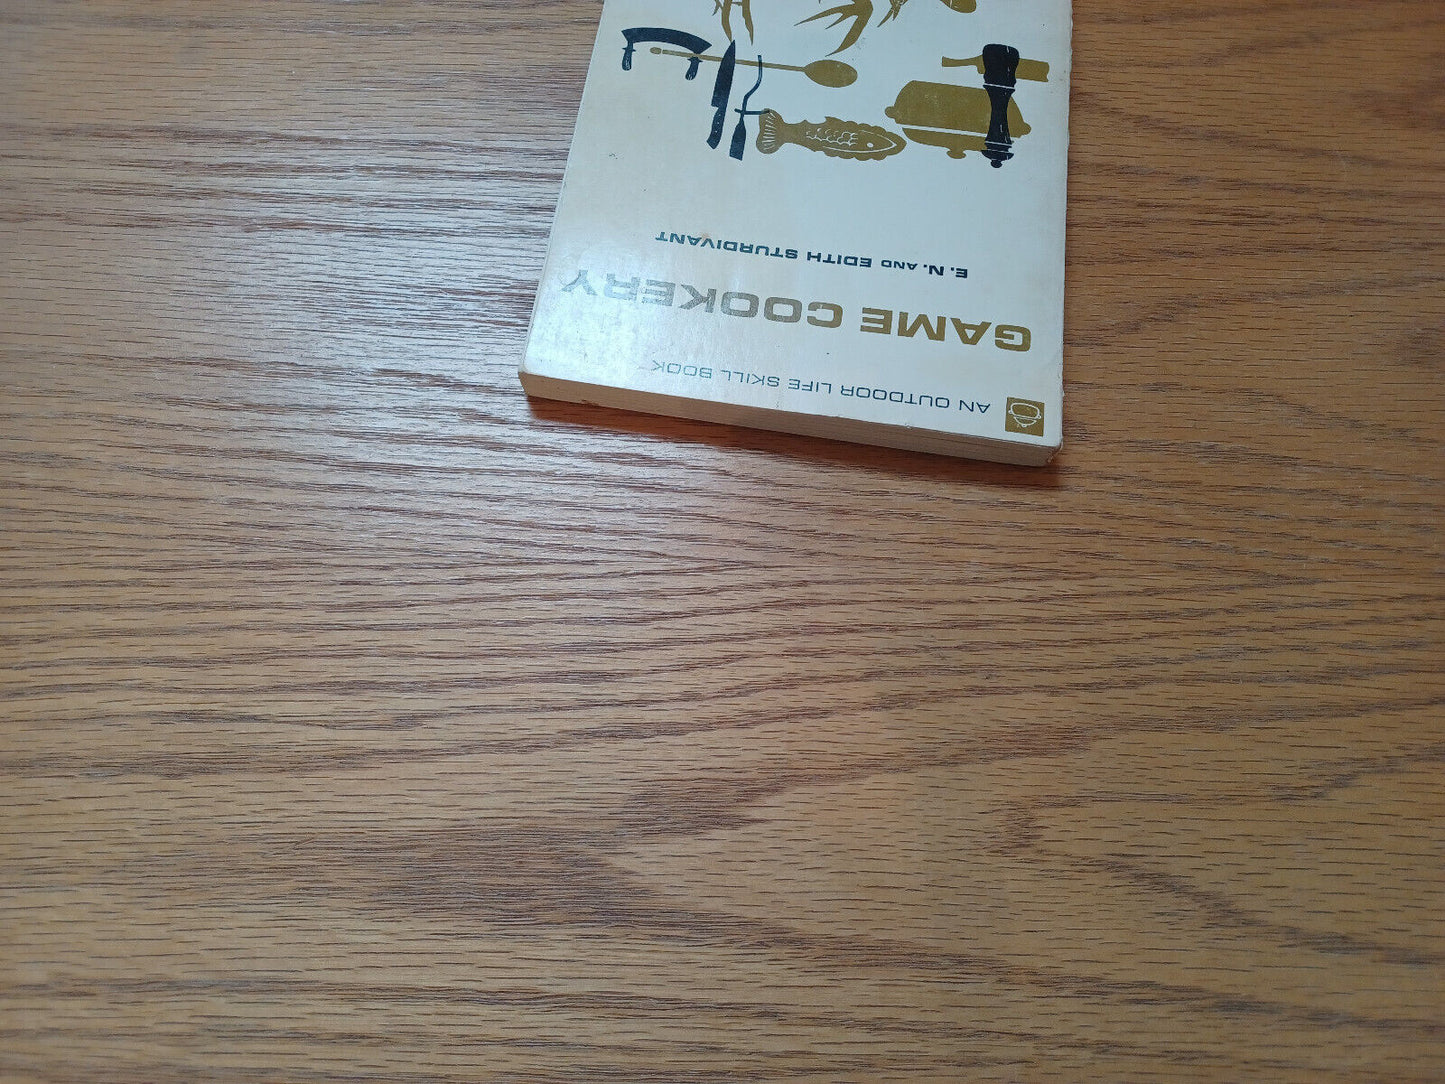 AN OUTDOOR LIFE SKILL BOOK
GAME COOKERY
E. N. AND EDITH STURDIVANT